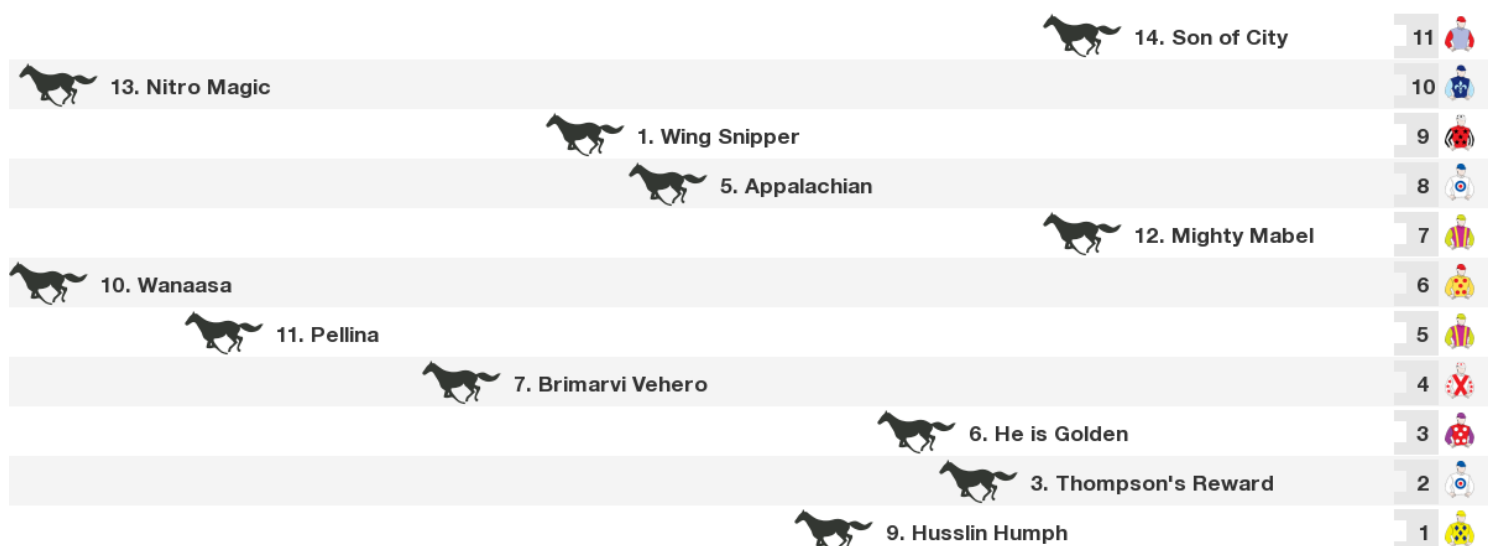 14. Son of City 11
13. Nitro Magic 10
1. Wing Snipper 9
5. Appalachian 8
12. Mighty Mabel 7
10. Wanaasa 6
11. Pellina 5
7. Brimarvi Vehero 4
6. He is Golden 3
3. Thompson's Reward 2
9. Husslin Humph 1